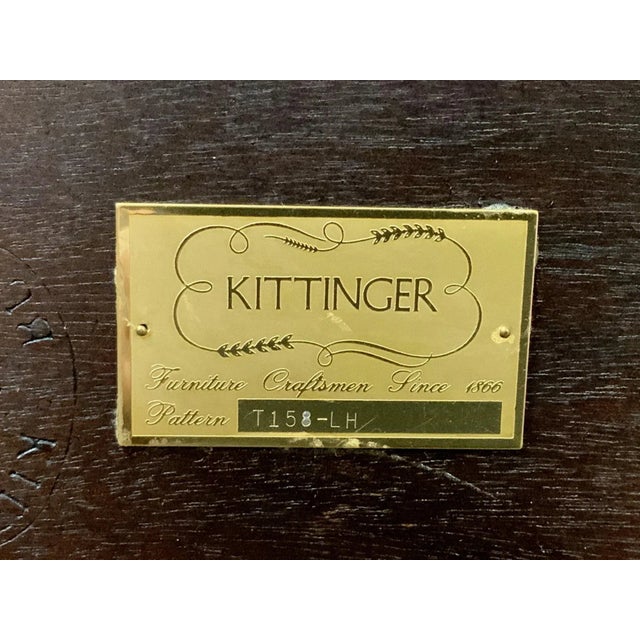 KITTINGER
Furniture Craftsmen Since 1866
Pattern T158-LH